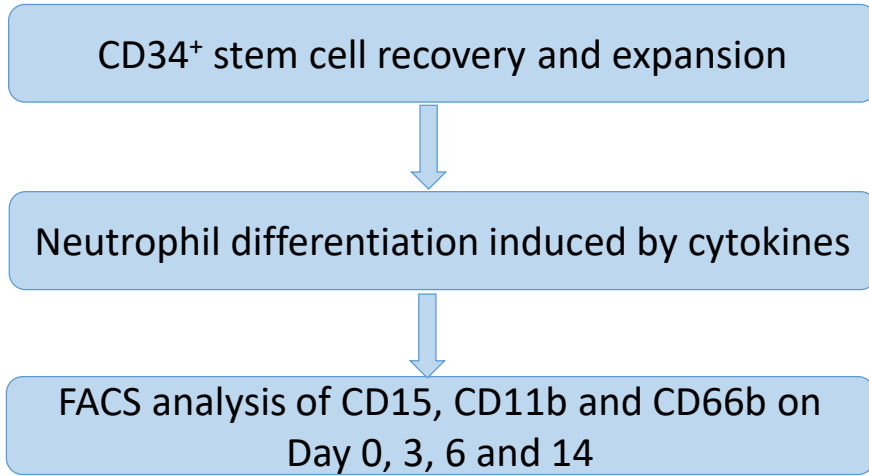 CD34⁺ stem cell recovery and expansion
Neutrophil differentiation induced by cytokines
FACS analysis of CD15, CD11b and CD66b on
Day 0, 3, 6 and 14